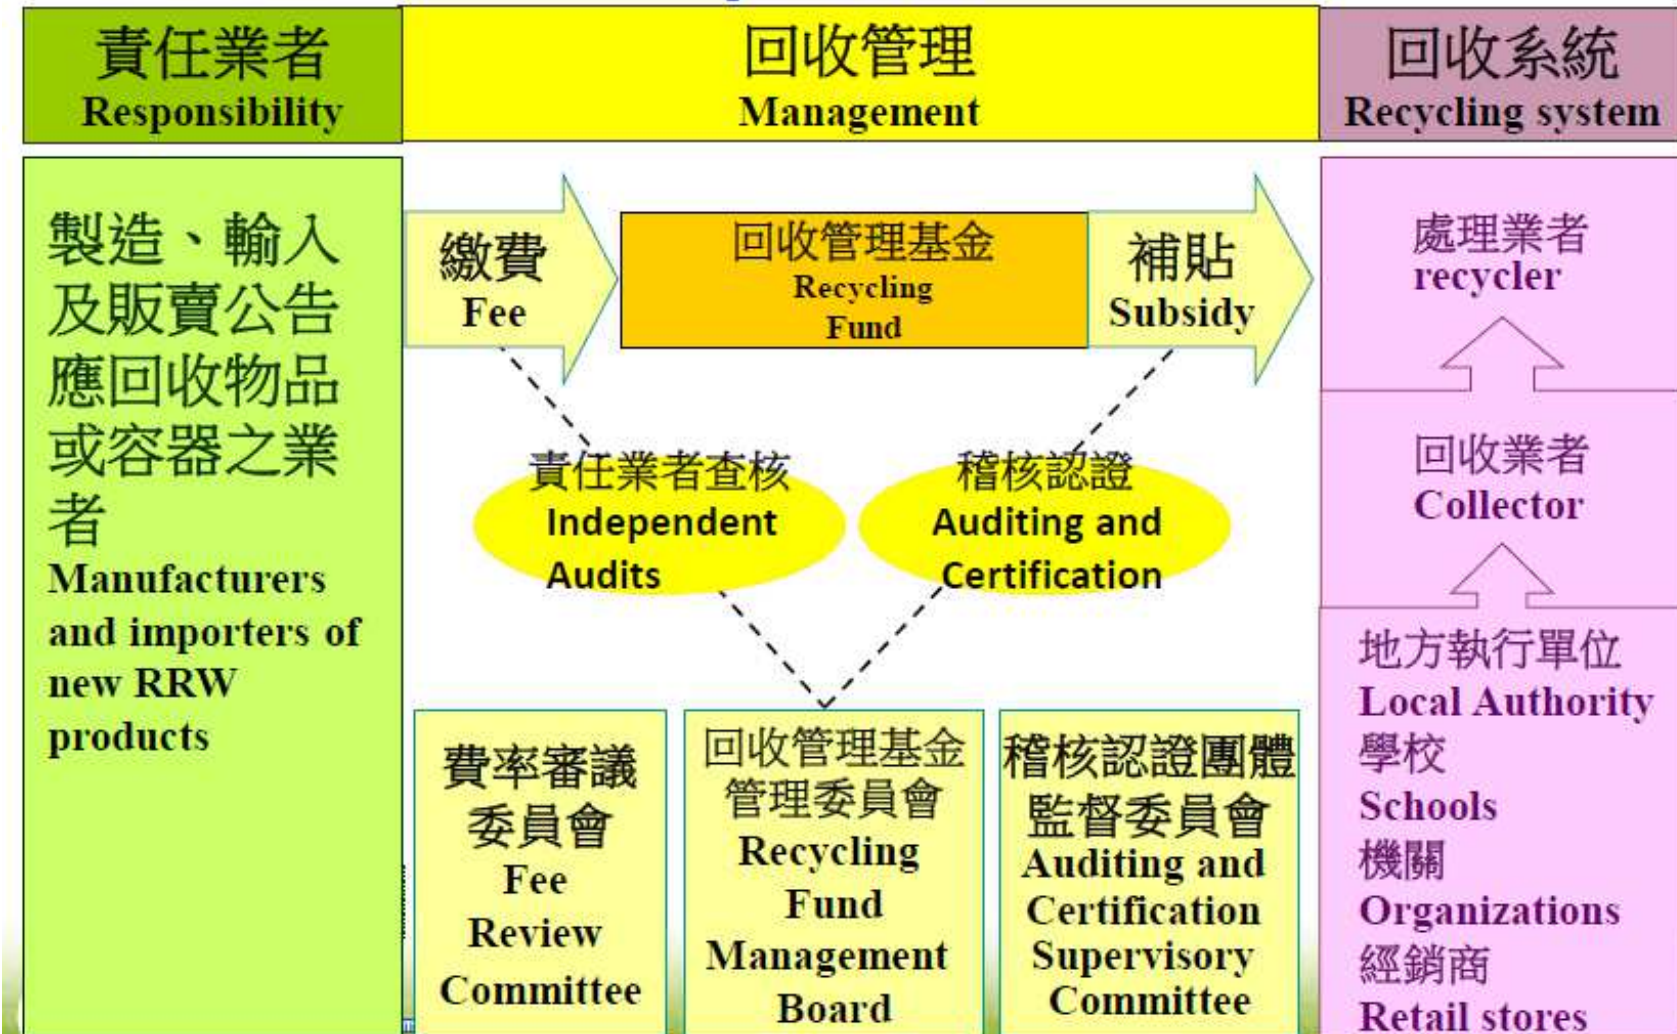 責任業者
Responsibility
回收管理
Management
回收系統
Recycling system
製造、輸入
及販賣公告
應回收物品
或容器之業
者
Manufacturers
and importers of
new RRW
products
繳費
Fee
回收管理基金
Recycling
Fund
補貼
Subsidy
責任業者查核
Independent
Audits
稽核認證
Auditing and
Certification
費率審議
委員會
Fee
Review
Committee
回收管理基金
管理委員會
Recycling
Fund
Management
Board
稽核認證團體
監督委員會
Auditing and
Certification
Supervisory
Committee
處理業者
recycler
回收業者
Collector
地方執行單位
Local Authority
學校
Schools
機關
Organizations
經銷商
Retail stores